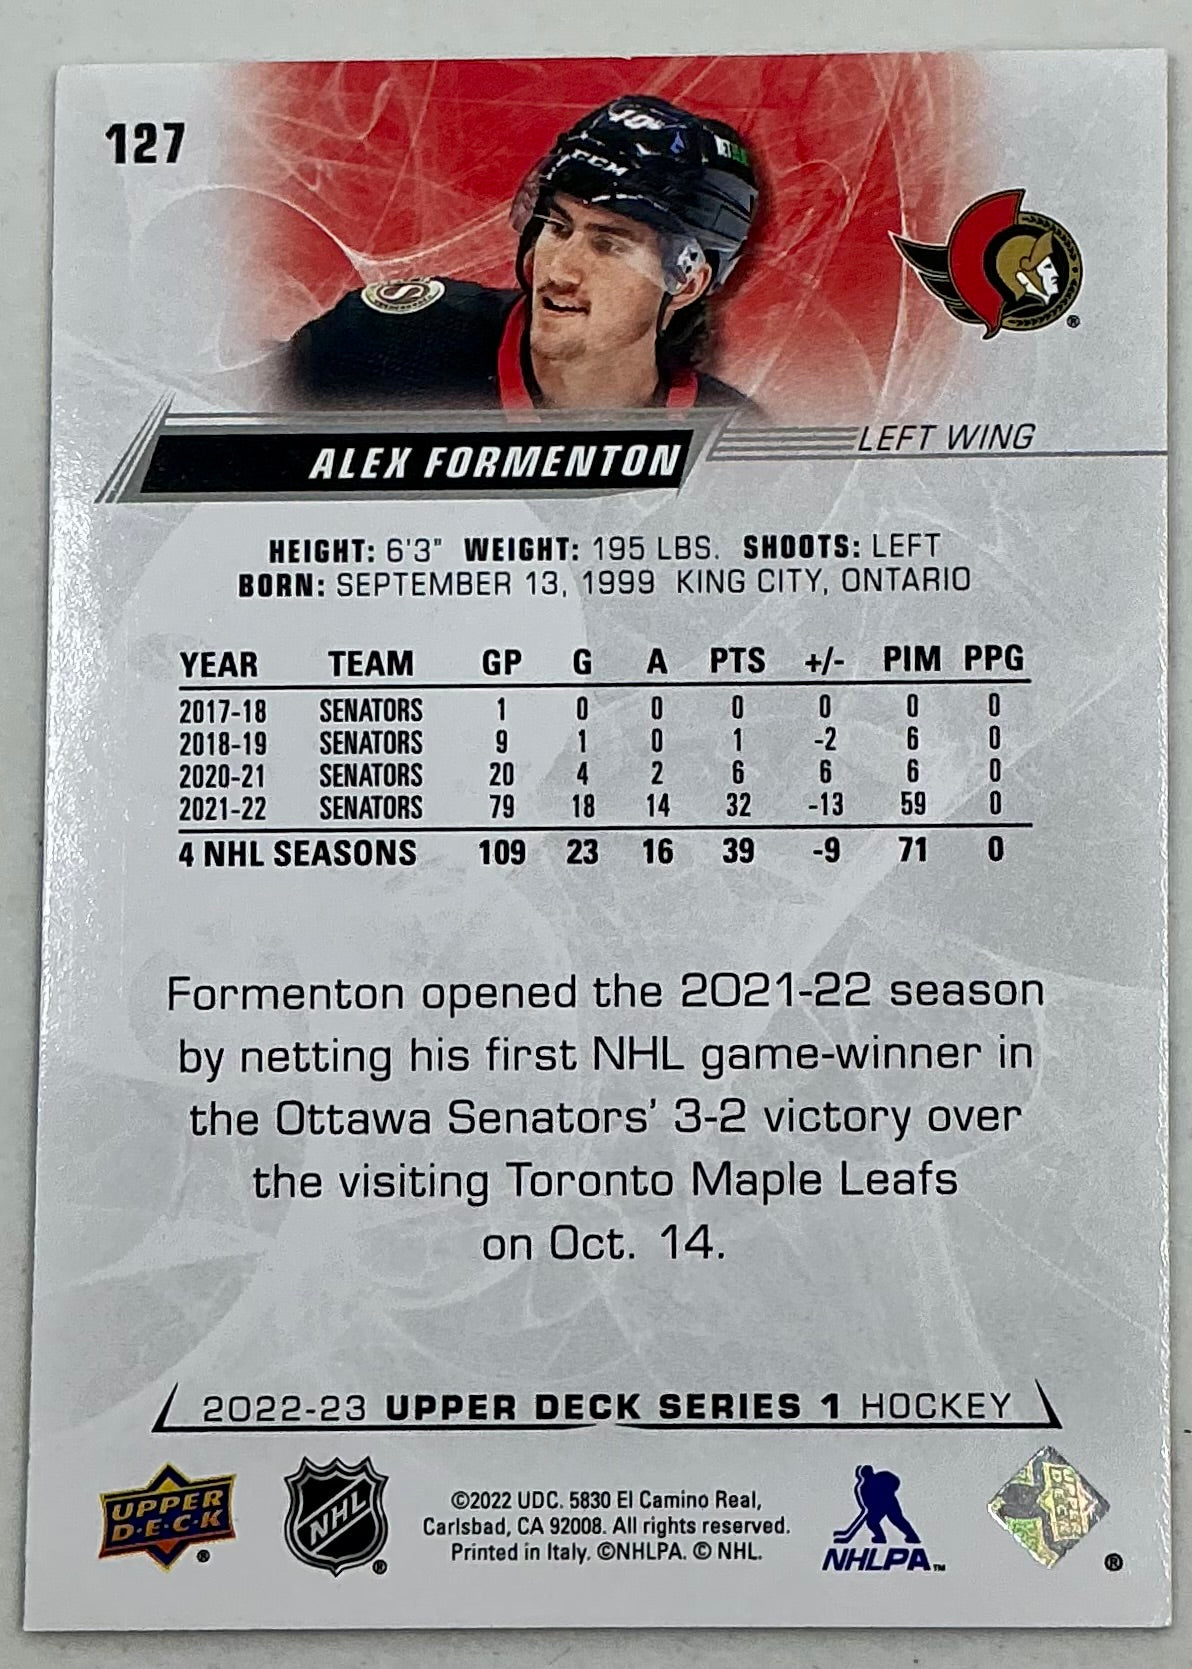 127
10
CCM
LEFT WING
ALEX FORMENTON
HEIGHT: 6'3" WEIGHT: 195 LBS. SHOOTS: LEFT
BORN: SEPTEMBER 13, 1999 KING CITY, ONTARIO
YEAR TEAM GP G A PTS +/- PIM PPG
2017-18 SENATORS 1 0 0 0 0 0 0
2018-19 SENATORS 9 1 0 1 -2 6 0
2020-21 SENATORS 20 4 2 6 6 6 0
2021-22 SENATORS 79 18 14 32 -13 59 0
4 NHL SEASONS 109 23 16 39 -9 71 0
Formenton opened the 2021-22 season
by netting his first NHL game-winner in
the Ottawa Senators’ 3-2 victory over
the visiting Toronto Maple Leafs
on Oct. 14.
2022-23 UPPER DECK SERIES 1 HOCKEY
UPPER
D·E·C·K ®
NHL ®
©2022 UDC. 5830 El Camino Real,
Carlsbad, CA 92008. All rights reserved.
Printed in Italy. ©NHLPA. © NHL.
NHLPA™
®